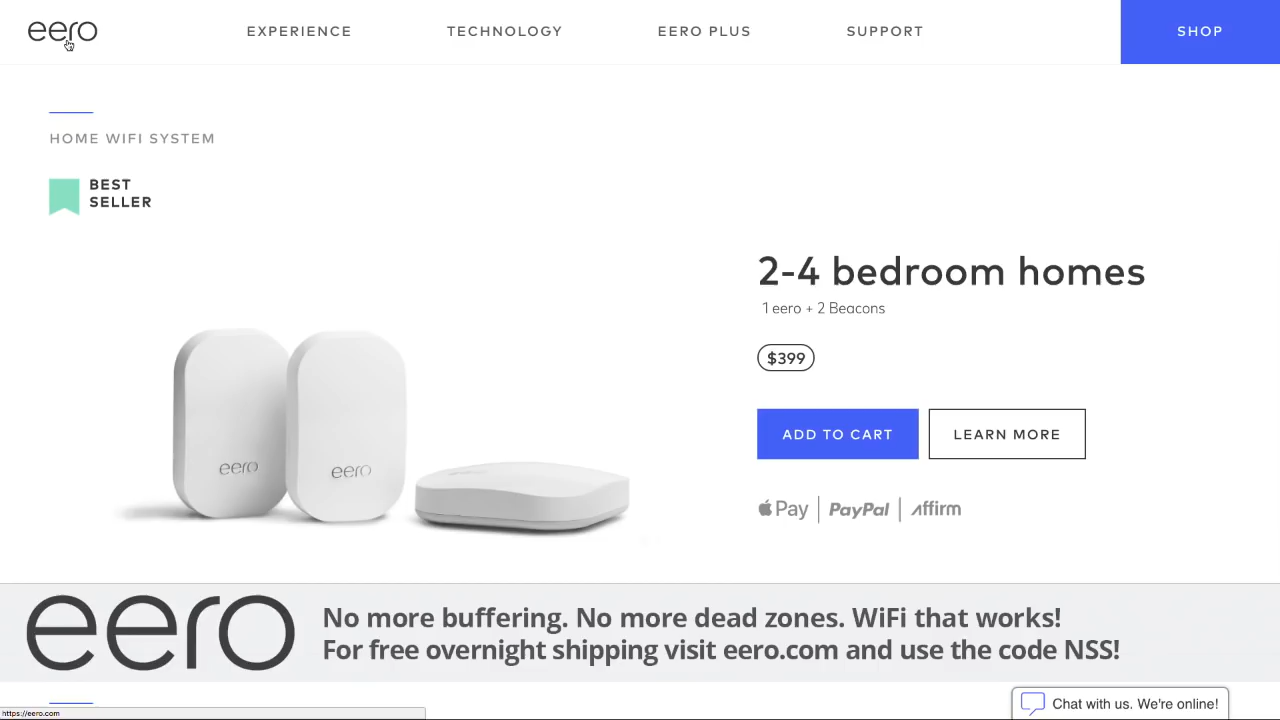 eero
EXPERIENCE
TECHNOLOGY
EERO PLUS
SUPPORT
SHOP
HOME WIFI SYSTEM
BEST
SELLER
2-4 bedroom homes
1 eero + 2 Beacons
$399
ADD TO CART
LEARN MORE
eero
eero
Pay
PayPal
affirm
eero
No more buffering. No more dead zones. WiFi that works!
For free overnight shipping visit eero.com and use the code NSS!
https://eero.com
Chat with us. We're online!